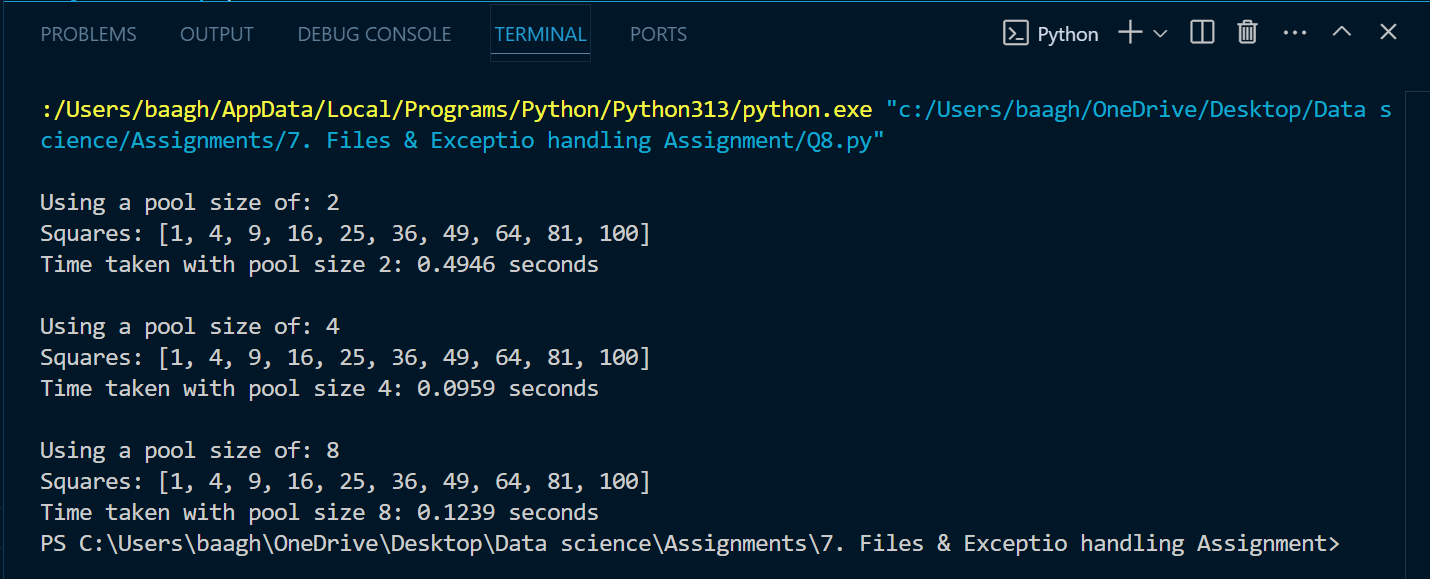 PROBLEMS OUTPUT DEBUG CONSOLE TERMINAL PORTS Python
:/Users/baagh/AppData/Local/Programs/Python/Python313/python.exe "c:/Users/baagh/OneDrive/Desktop/Data s
cience/Assignments/7. Files & Exceptio handling Assignment/Q8.py"
Using a pool size of: 2
Squares: [1, 4, 9, 16, 25, 36, 49, 64, 81, 100]
Time taken with pool size 2: 0.4946 seconds
Using a pool size of: 4
Squares: [1, 4, 9, 16, 25, 36, 49, 64, 81, 100]
Time taken with pool size 4: 0.0959 seconds
Using a pool size of: 8
Squares: [1, 4, 9, 16, 25, 36, 49, 64, 81, 100]
Time taken with pool size 8: 0.1239 seconds
PS C:\Users\baagh\OneDrive\Desktop\Data science\Assignments\7. Files & Exceptio handling Assignment>